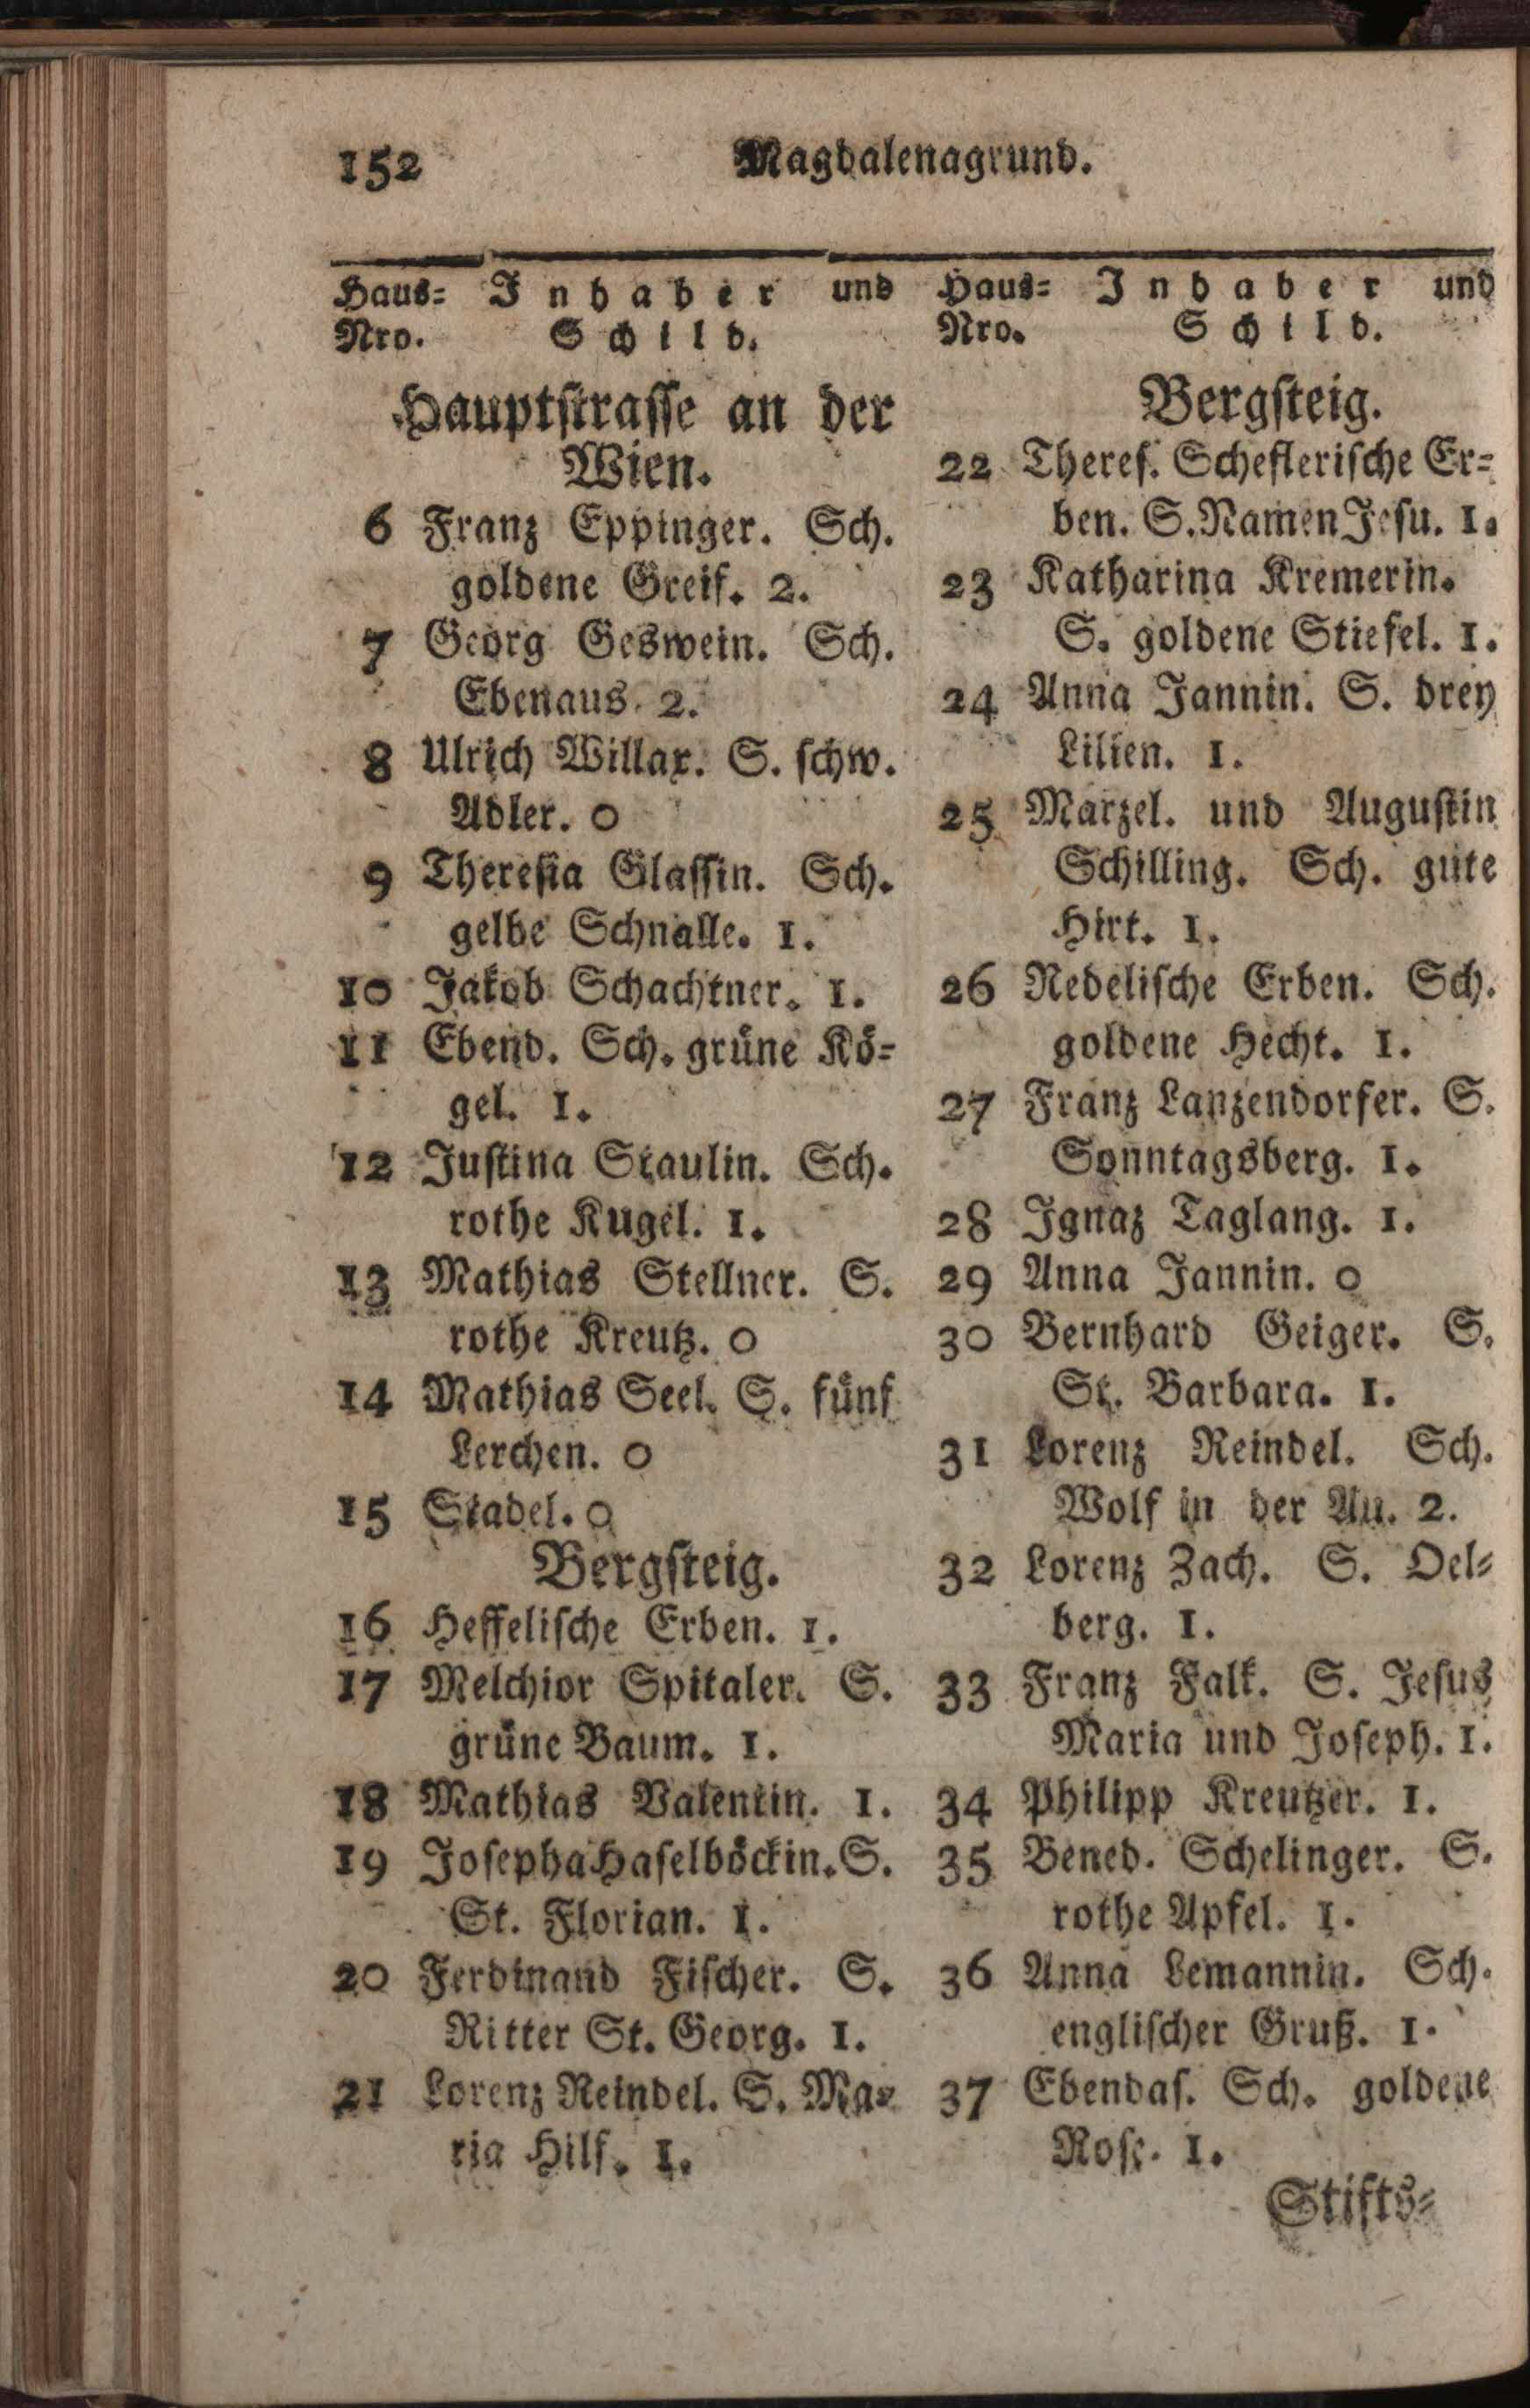 152
Magdalenagrund.
Haus= Inhaber und
Nro. Schild.
Hauptstrasse an der
Wien.
6 Franz Eppinger. Sch.
goldene Greif. 2.
7 Georg Geswein. Sch.
Ebenaus. 2.
8 Ulrich Willax. S. schw.
Adler. 0
9 Theresia Glassin. Sch.
gelbe Schnalle. 1.
10 Jakob Schachtner. 1.
11 Ebend. Sch. grüne Kö=
gel. 1.
12 Justina Staulin. Sch.
rothe Kugel. 1.
13 Mathias Stellner. S.
rothe Kreutz. 0
14 Mathias Seel. S. fünf
Lerchen. 0
15 Stadel. 0
Bergsteig.
16 Heffelische Erben. 1.
17 Melchior Spitaler. S.
grüne Baum. 1.
18 Mathias Valentin. 1.
19 Josepha Haselböckin. S.
St. Florian. 1.
20 Ferdinand Fischer. S.
Ritter St. Georg. 1.
21 Lorenz Reindel. S. Ma=
ria Hilf. 1.
Haus= Inhaber und
Nro. Schild.
Bergsteig.
22 Theres. Scheflerische Er=
ben. S. Namen Jesu. 1.
23 Katharina Kremerin.
S. goldene Stiefel. 1.
24 Anna Jannin. S. drey
Lilien. 1.
25 Marzel. und Augustin
Schilling. Sch. gute
Hirt. 1.
26 Nedelische Erben. Sch.
goldene Hecht. 1.
27 Franz Lanzendorfer. S.
Sonntagsberg. 1.
28 Ignaz Taglang. 1.
29 Anna Jannin. 0
30 Bernhard Geiger. S.
St. Barbara. 1.
31 Lorenz Reindel. Sch.
Wolf in der Au. 2.
32 Lorenz Zach. S. Oel=
berg. 1.
33 Franz Falk. S. Jesus
Maria und Joseph. 1.
34 Philipp Kreutzer. 1.
35 Bened. Schelinger. S.
rothe Apfel. 1.
36 Anna Lemannin. Sch.
englischer Gruß. 1.
37 Ebendas. Sch. goldene
Rose. 1.
Stifts=